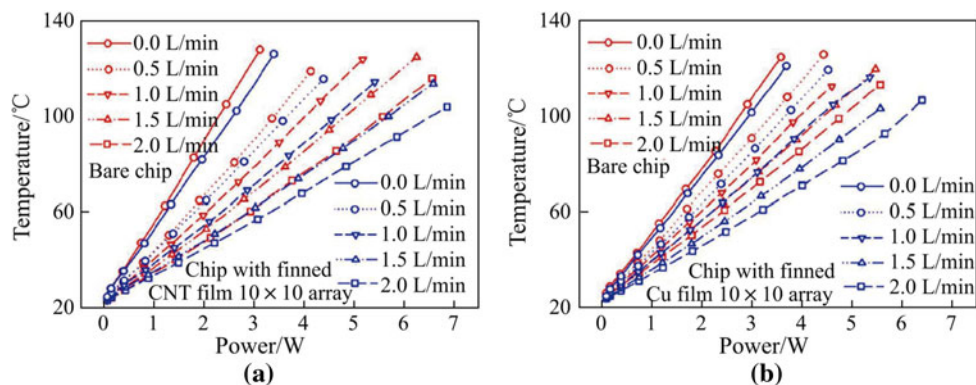 140
100
60
20
Temperature/℃
0.0 L/min
0.5 L/min
1.0 L/min
1.5 L/min
2.0 L/min
Bare chip
0.0 L/min
0.5 L/min
1.0 L/min
1.5 L/min
2.0 L/min
Chip with finned
CNT film 10 × 10 array
0 1 2 3 4 5 6 7
Power/W
(a)
140
100
60
20
Temperature/℃
0.0 L/min
0.5 L/min
1.0 L/min
1.5 L/min
2.0 L/min
Bare chip
0.0 L/min
0.5 L/min
1.0 L/min
1.5 L/min
2.0 L/min
Chip with finned
Cu film 10 × 10 array
0 1 2 3 4 5 6 7
Power/W
(b)